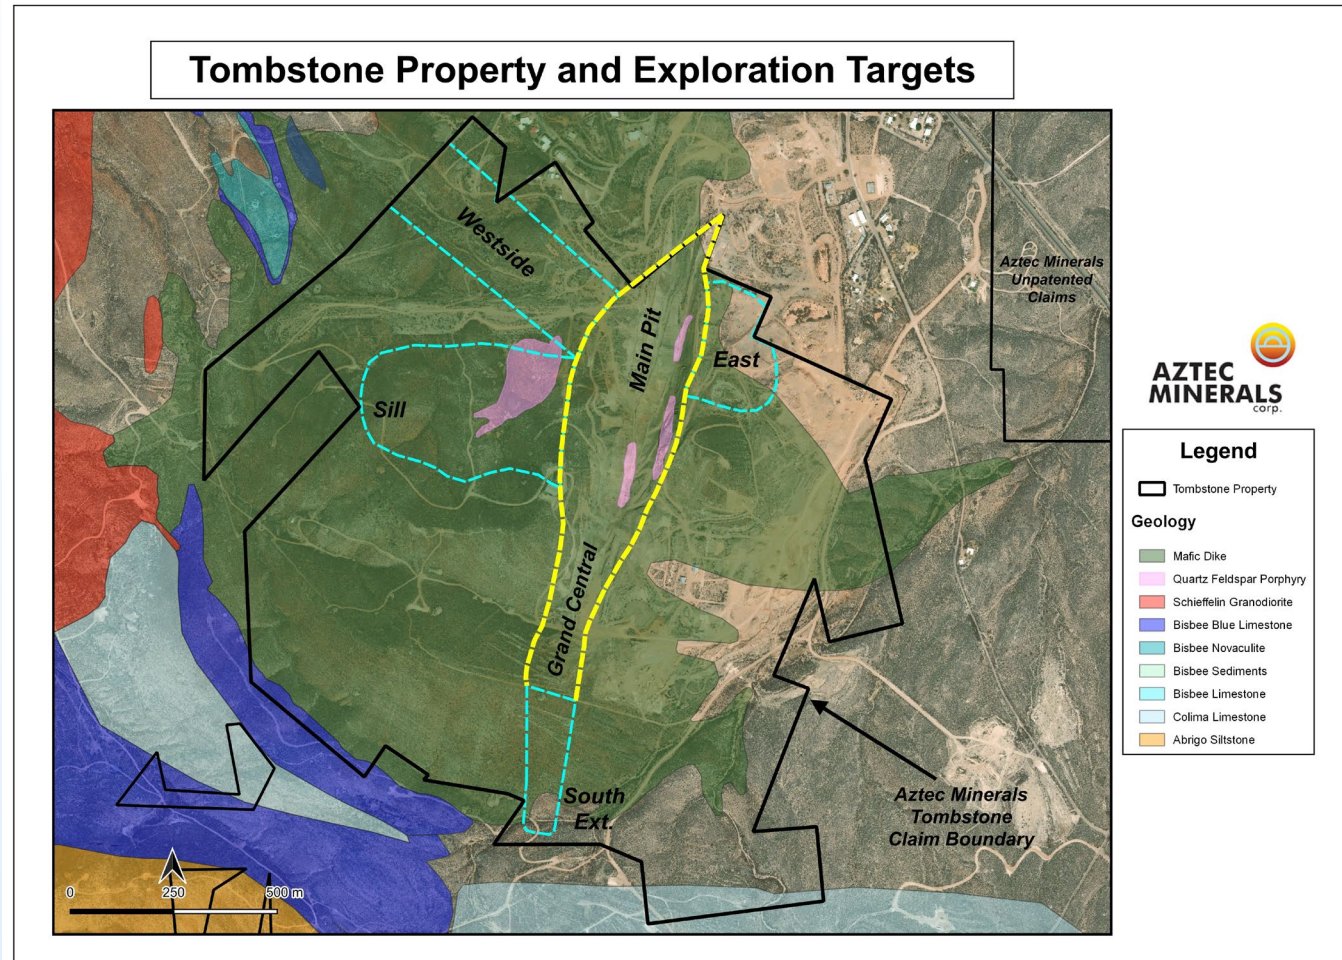 Tombstone Property and Exploration Targets
Westside
Aztec Minerals
Unpatented
Claims
Main Pit
East
Sill
Grand Central
South
Ext.
Aztec Minerals
Tombstone
Claim Boundary
0 250 500 m
AZTEC
MINERALS
corp.
Legend
Tombstone Property
Geology
Mafic Dike
Quartz Feldspar Porphyry
Schieffelin Granodiorite
Bisbee Blue Limestone
Bisbee Novaculite
Bisbee Sediments
Bisbee Limestone
Colima Limestone
Abrigo Siltstone